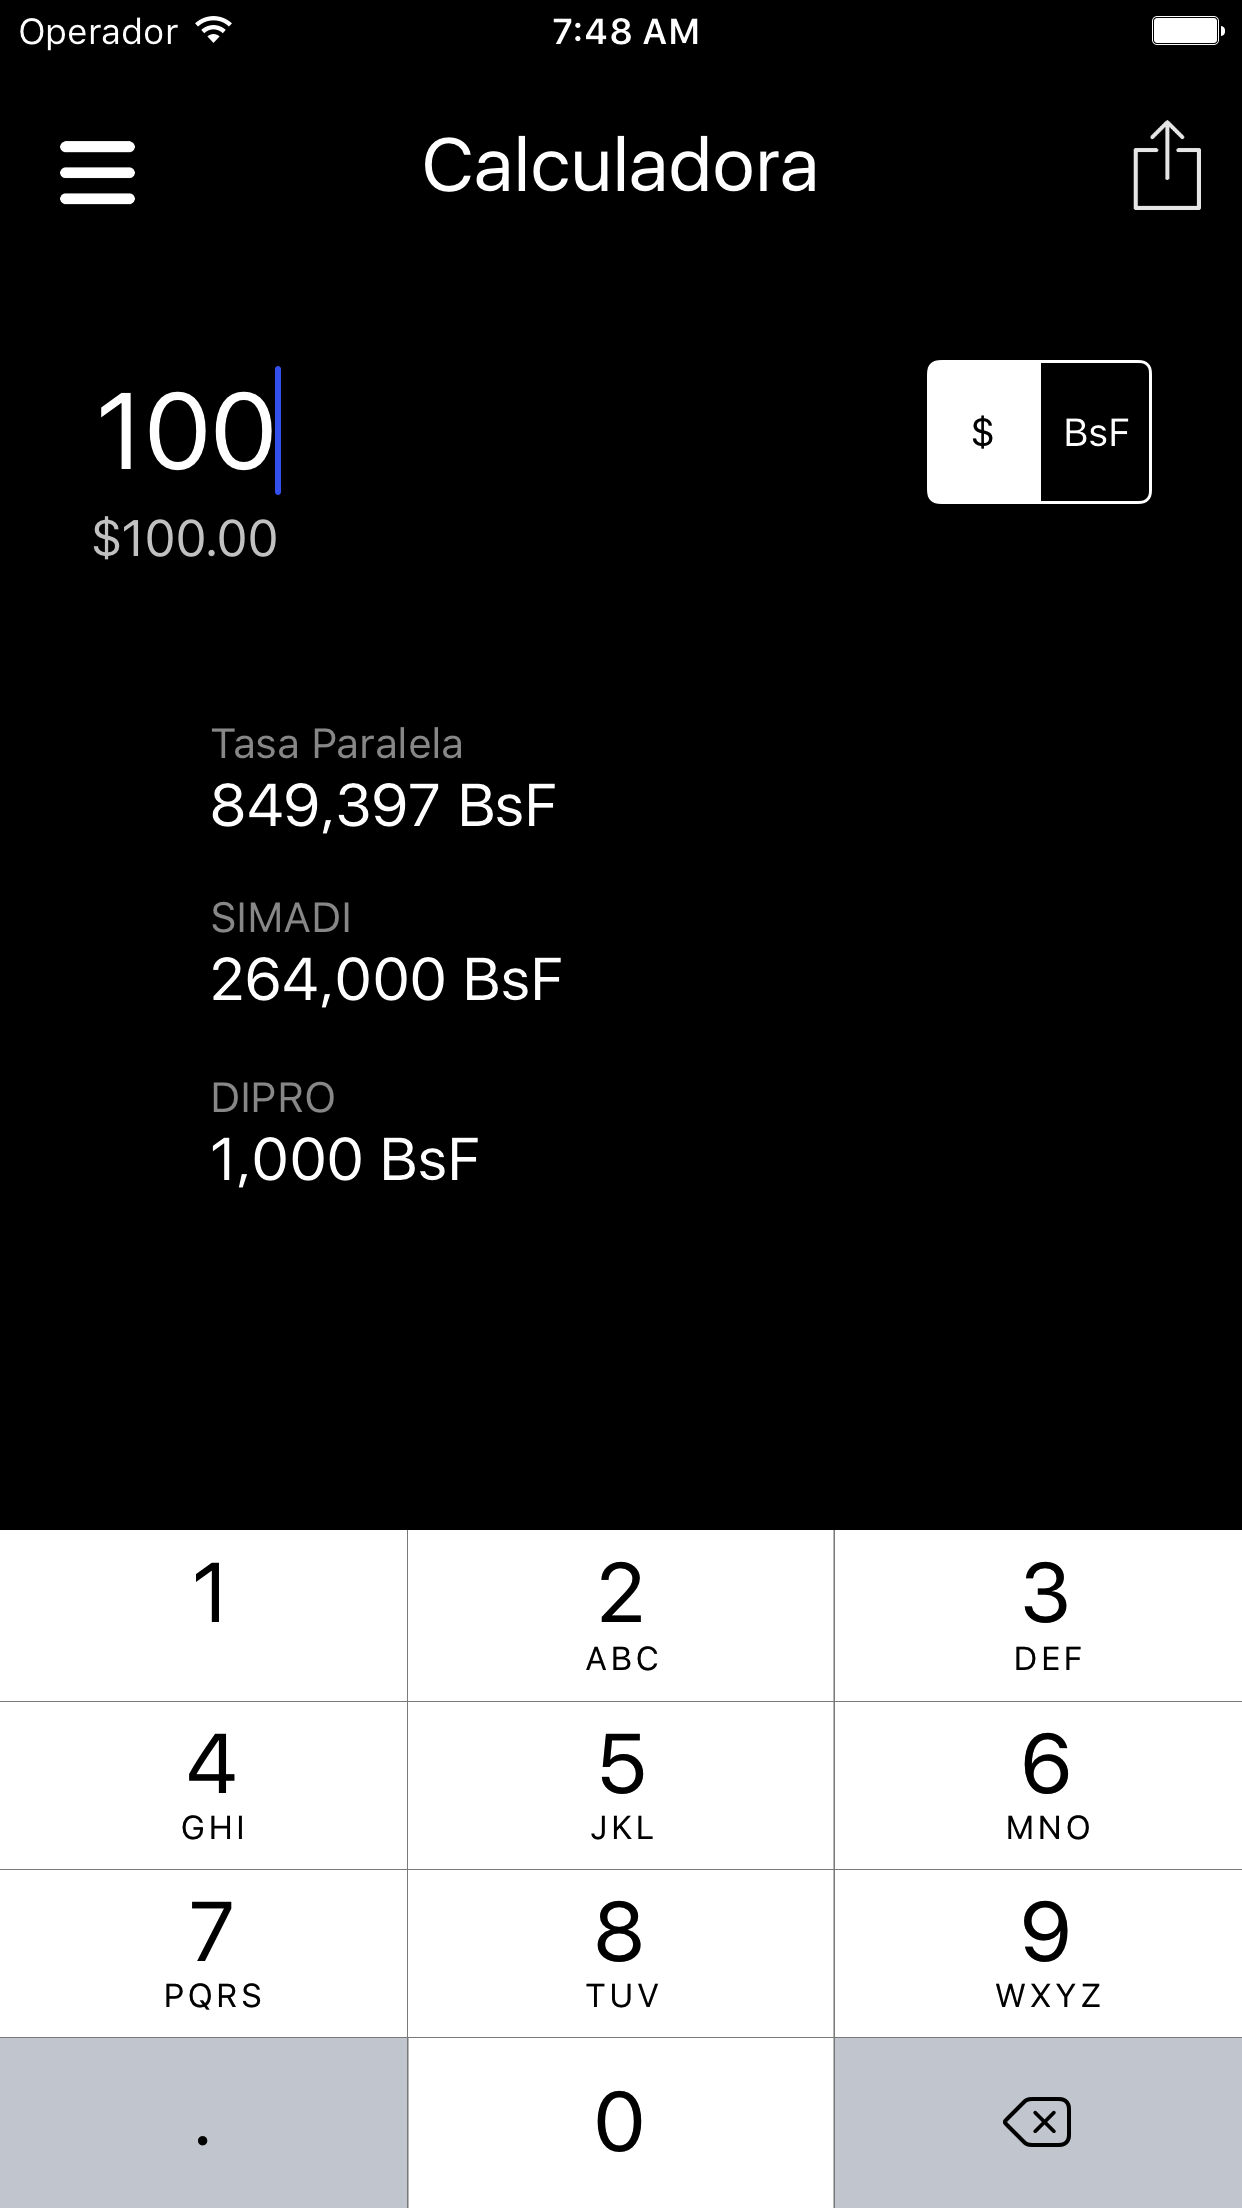 Operador 7:48 AM
Calculadora
100
$ BsF
$100.00
Tasa Paralela
849,397 BsF
SIMADI
264,000 BsF
DIPRO
1,000 BsF
1 2 3
ABC DEF
4 5 6
GHI JKL MNO
7 8 9
PQRS TUV WXYZ
. 0